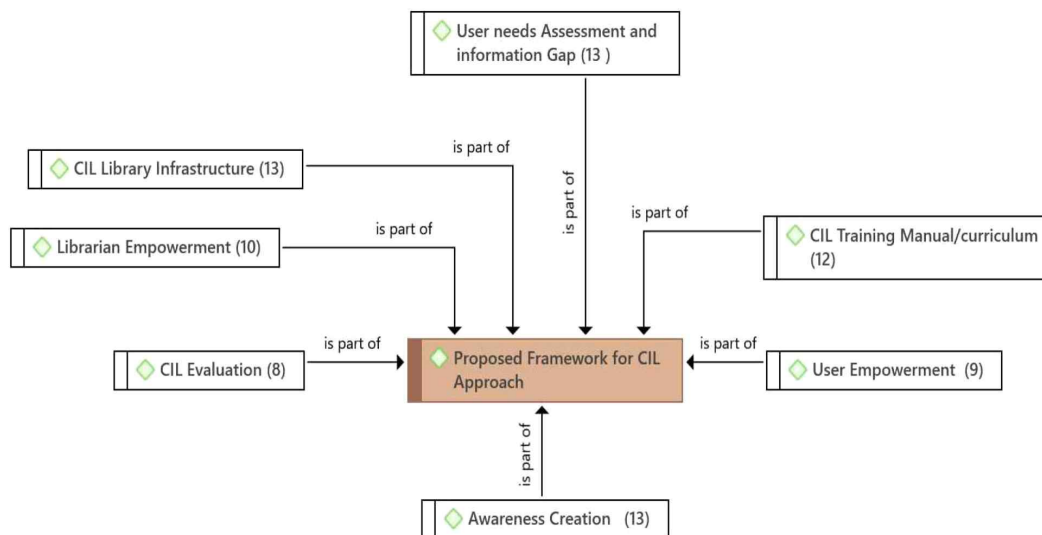 User needs Assessment and
information Gap (13 )
is part of
CIL Library Infrastructure (13)
is part of
is part of
Librarian Empowerment (10)
is part of
CIL Training Manual/curriculum
(12)
is part of
CIL Evaluation (8)
Proposed Framework for CIL
Approach
is part of
User Empowerment (9)
is part of
Awareness Creation (13)